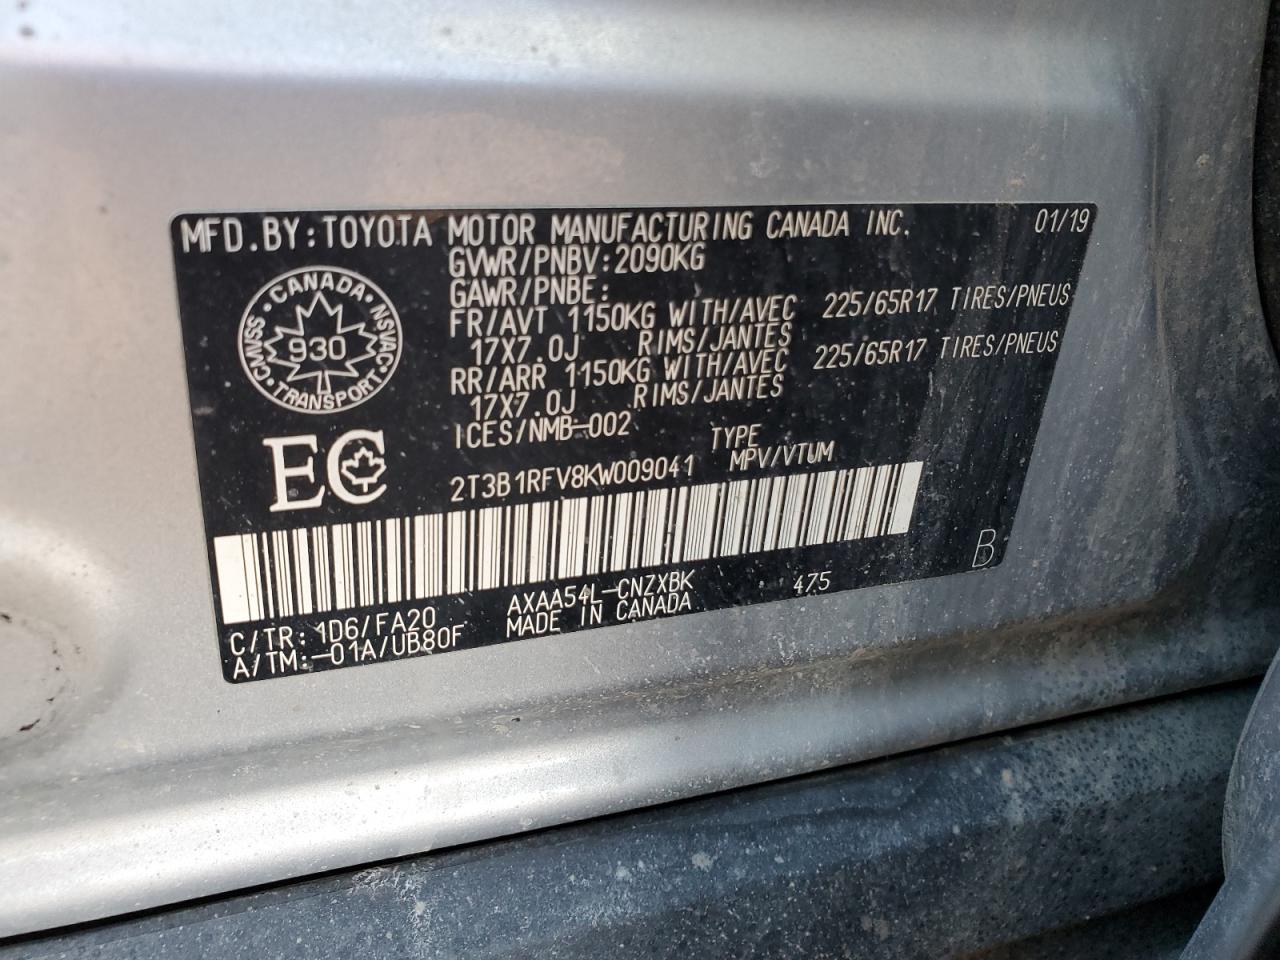 MFD.BY:TOYOTA MOTOR MANUFACTURING CANADA INC. 01/19
GVWR/PNBV:2090KG
GAWR/PNBE:
FR/AVT 1150KG WITH/AVEC 225/65R17 TIRES/PNEUS
17X7.0J RIMS/JANTES
RR/ARR 1150KG WITH/AVEC 225/65R17 TIRES/PNEUS
17X7.0J RIMS/JANTES
ICES/NMB-002
CANADA
CMVSS · NSVAC
930
TRANSPORT
EC
TYPE
2T3B1RFV8KW009041 MPV/VTUM
B
C/TR: 1D6/FA20 AXAA54L-CNZXBK 475
A/TM:-01A/UB80F MADE IN CANADA